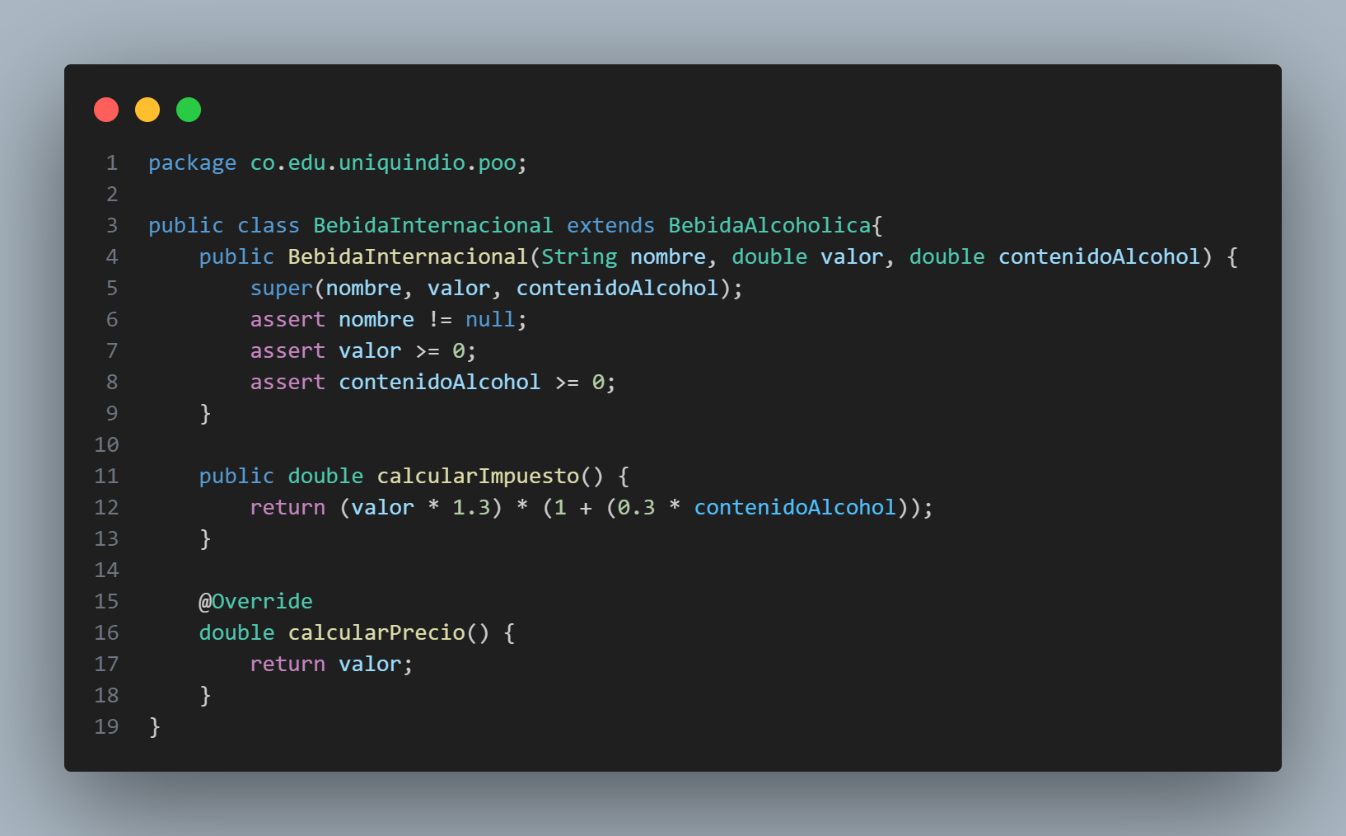 1 package co.edu.uniquindio.poo;
2
3 public class BebidaInternacional extends BebidaAlcoholica{
4     public BebidaInternacional(String nombre, double valor, double contenidoAlcohol) {
5         super(nombre, valor, contenidoAlcohol);
6         assert nombre != null;
7         assert valor >= 0;
8         assert contenidoAlcohol >= 0;
9     }
10
11     public double calcularImpuesto() {
12         return (valor * 1.3) * (1 + (0.3 * contenidoAlcohol));
13     }
14
15     @Override
16     double calcularPrecio() {
17         return valor;
18     }
19 }